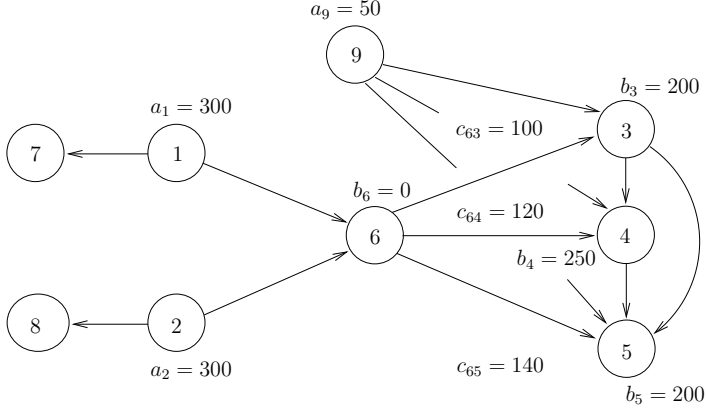 a₉ = 50
9
b₃ = 200
a₁ = 300
c₆₃ = 100
3
7
1
b₆ = 0
c₆₄ = 120
6
4
b₄ = 250
8
2
5
a₂ = 300
c₆₅ = 140
b₅ = 200